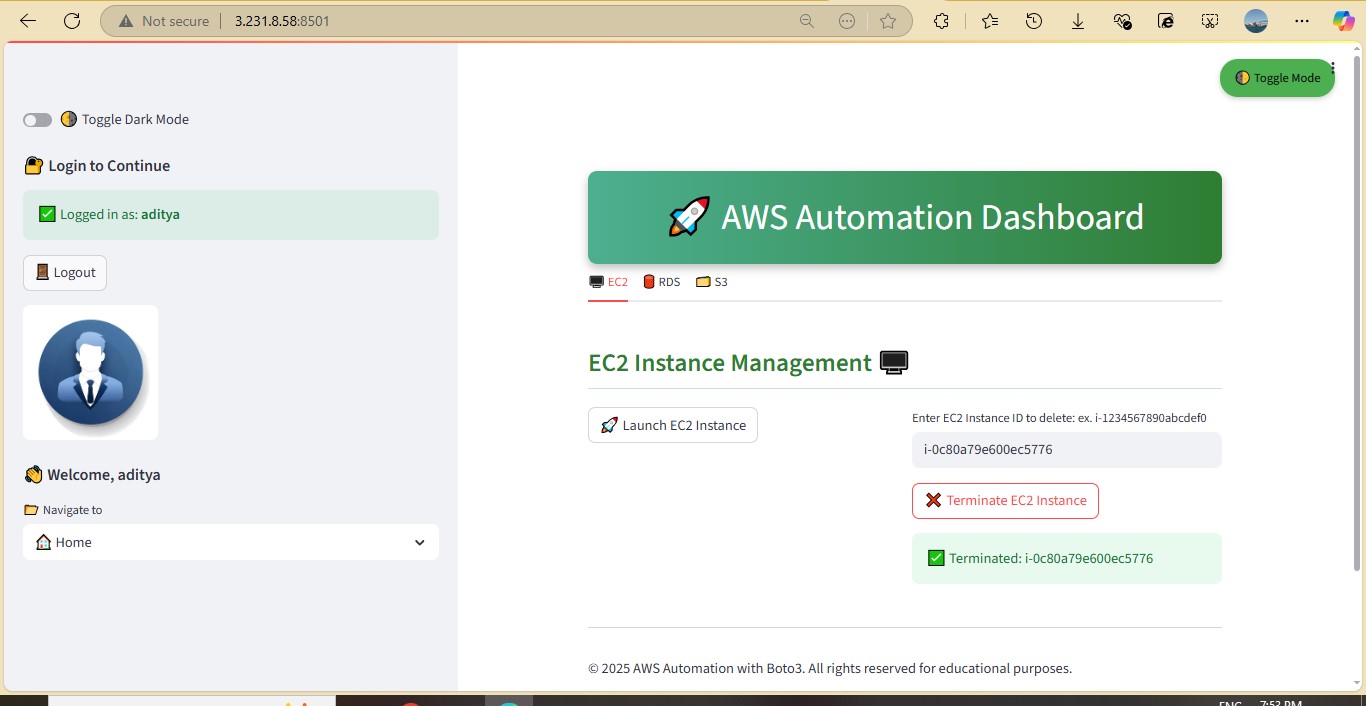 Not secure
3.231.8.58:8501
Toggle Mode
Toggle Dark Mode
Login to Continue
Logged in as: aditya
Logout
Welcome, aditya
Navigate to
Home
AWS Automation Dashboard
EC2 RDS S3
EC2 Instance Management
Launch EC2 Instance
Enter EC2 Instance ID to delete: ex. i-1234567890abcdef0
i-0c80a79e600ec5776
Terminate EC2 Instance
Terminated: i-0c80a79e600ec5776
© 2025 AWS Automation with Boto3. All rights reserved for educational purposes.
ENG 7:53 PM